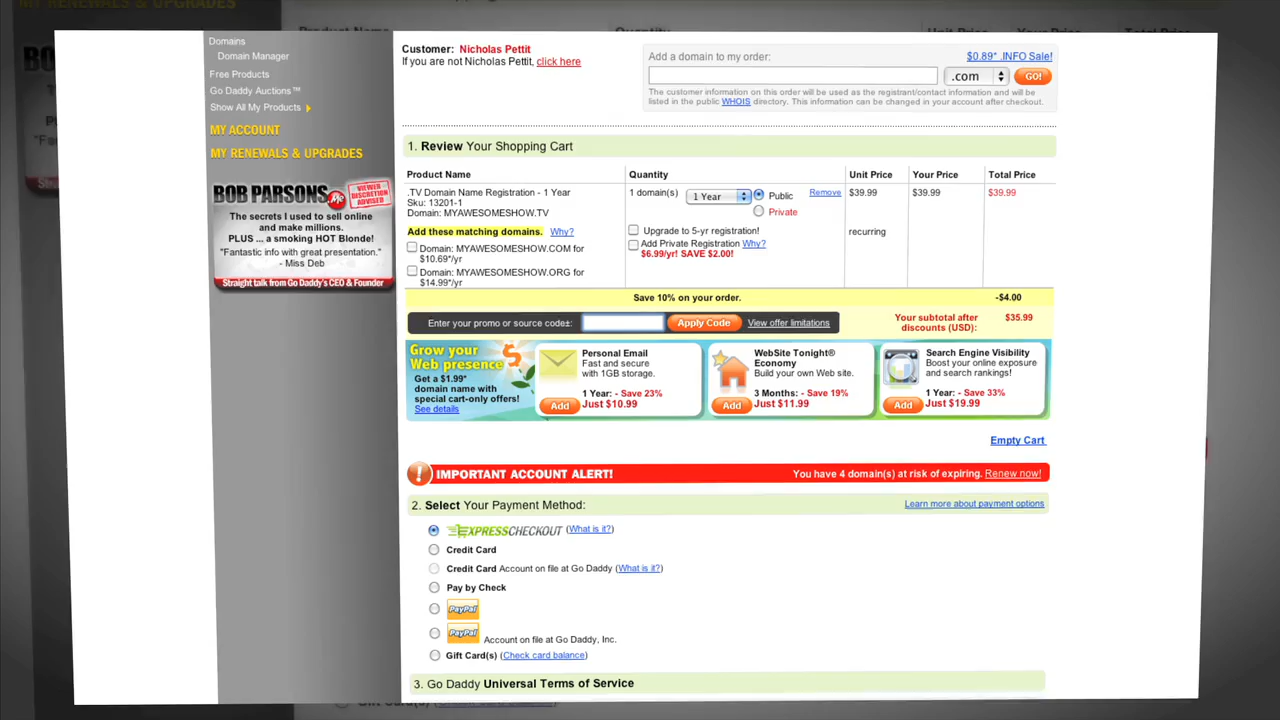 MY RENEWALS & UPGRADES
Domains
Domain Manager
Free Products
Go Daddy Auctions™
Show All My Products
MY ACCOUNT
MY RENEWALS & UPGRADES
BOB PARSONS.Me
VIEWER
DISCRETION
ADVISED
The secrets I used to sell online
and make millions.
PLUS ... a smoking HOT Blonde!
"Fantastic info with great presentation."
- Miss Deb
Straight talk from Go Daddy's CEO & Founder
Customer: Nicholas Pettit
If you are not Nicholas Pettit, click here
Add a domain to my order:
$0.89* .INFO Sale!
.com
GO!
The customer information on this order will be used as the registrant/contact information and will be
listed in the public WHOIS directory. This information can be changed in your account after checkout.
1. Review Your Shopping Cart
Product Name Quantity Unit Price Your Price Total Price
.TV Domain Name Registration - 1 Year
Sku: 13201-1
Domain: MYAWESOMESHOW.TV
1 domain(s) 1 Year Public Remove
Private
$39.99 $39.99 $39.99
Add these matching domains. Why?
Domain: MYAWESOMESHOW.COM for
$10.69*/yr
Domain: MYAWESOMESHOW.ORG for
$14.99*/yr
Upgrade to 5-yr registration!
Add Private Registration Why?
$6.99/yr! SAVE $2.00!
recurring
Save 10% on your order. -$4.00
Enter your promo or source code±: Apply Code View offer limitations
Your subtotal after
discounts (USD):
$35.99
Grow your
Web presence
Get a $1.99*
domain name with
special cart-only offers!
See details
Personal Email
Fast and secure
with 1GB storage.
1 Year: - Save 23%
Add Just $10.99
WebSite Tonight®
Economy
Build your own Web site.
3 Months: - Save 19%
Add Just $11.99
Search Engine Visibility
Boost your online exposure
and search rankings!
1 Year: - Save 33%
Add Just $19.99
Empty Cart
! IMPORTANT ACCOUNT ALERT! You have 4 domain(s) at risk of expiring. Renew now!
2. Select Your Payment Method: Learn more about payment options
EXPRESSCHECKOUT (What is it?)
Credit Card
Credit Card Account on file at Go Daddy (What is it?)
Pay by Check
PayPal
PayPal Account on file at Go Daddy, Inc.
Gift Card(s) (Check card balance)
3. Go Daddy Universal Terms of Service